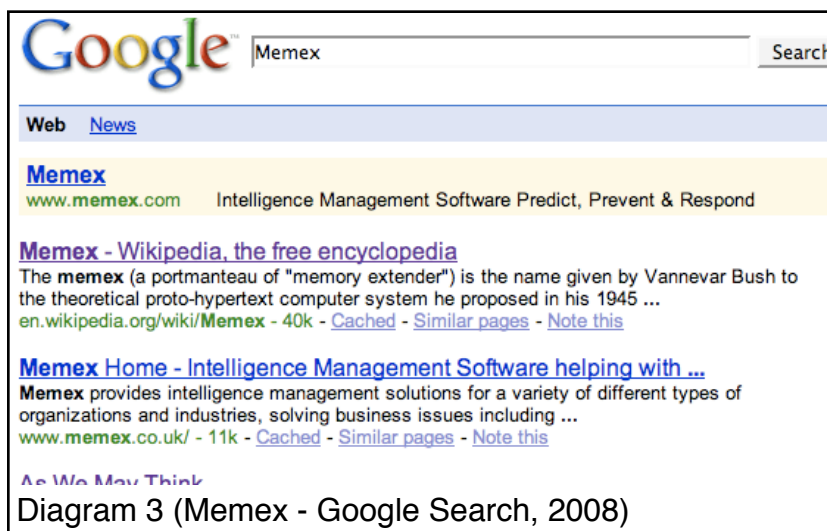 Google™ Memex Search
Web News
Memex
www.memex.com Intelligence Management Software Predict, Prevent & Respond
Memex - Wikipedia, the free encyclopedia
The memex (a portmanteau of "memory extender") is the name given by Vannevar Bush to
the theoretical proto-hypertext computer system he proposed in his 1945 ...
en.wikipedia.org/wiki/Memex - 40k - Cached - Similar pages - Note this
Memex Home - Intelligence Management Software helping with ...
Memex provides intelligence management solutions for a variety of different types of
organizations and industries, solving business issues including ...
www.memex.co.uk/ - 11k - Cached - Similar pages - Note this
As We May Think
Diagram 3 (Memex - Google Search, 2008)